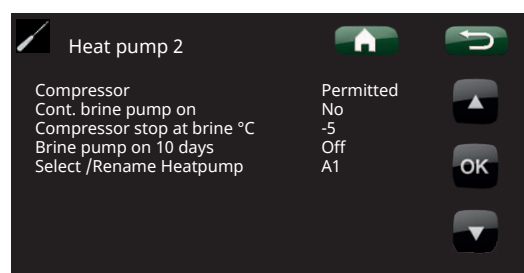 Heat pump 2
Compressor Permitted
Cont. brine pump on No
Compressor stop at brine °C -5
Brine pump on 10 days Off
Select /Rename Heatpump A1
OK